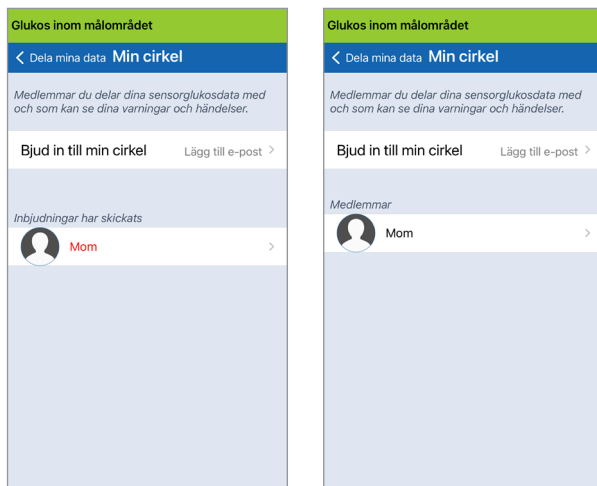 Glukos inom målområdet
Dela mina data Min cirkel
Medlemmar du delar dina sensorglukosdata med
och som kan se dina varningar och händelser.
Bjud in till min cirkel Lägg till e-post
Inbjudningar har skickats
Mom
Glukos inom målområdet
Dela mina data Min cirkel
Medlemmar du delar dina sensorglukosdata med
och som kan se dina varningar och händelser.
Bjud in till min cirkel Lägg till e-post
Medlemmar
Mom